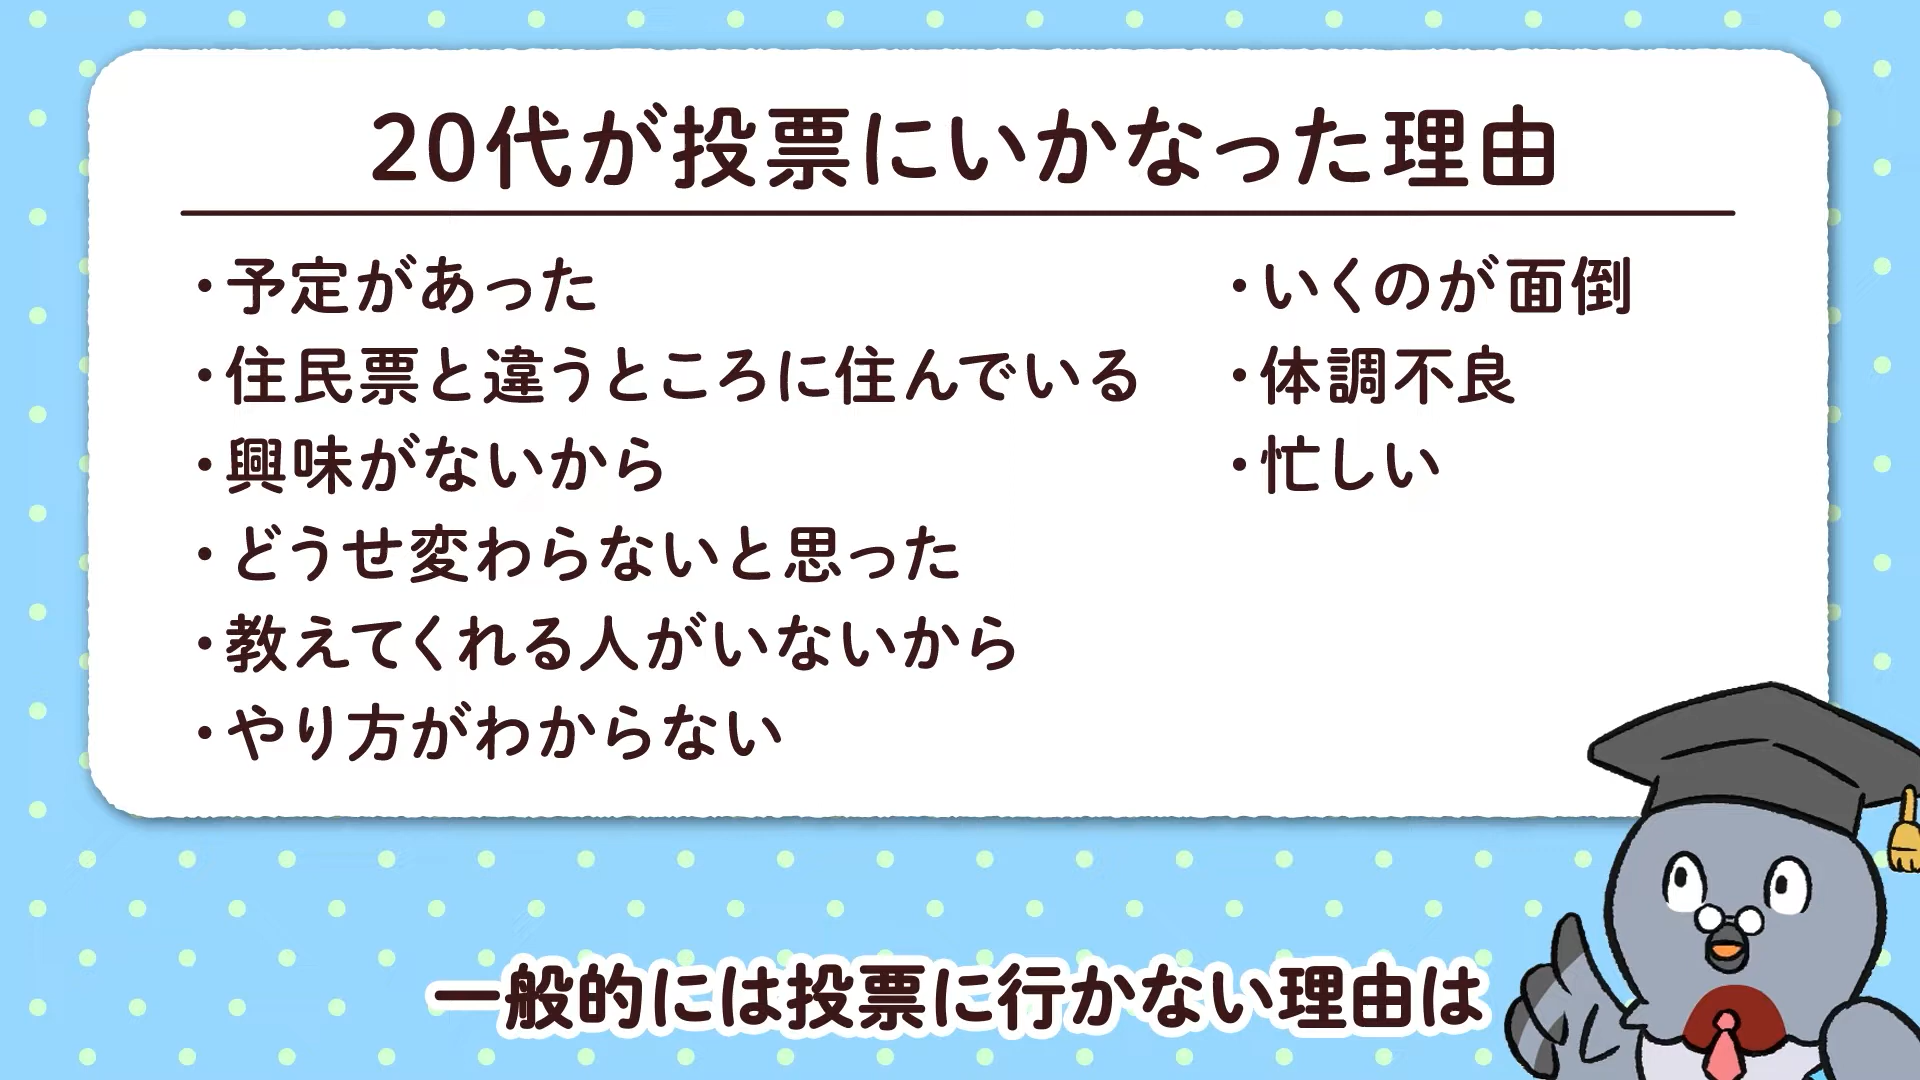 20代が投票にいかなった理由
・予定があった
・住民票と違うところに住んでいる
・興味がないから
・どうせ変わらないと思った
・教えてくれる人がいないから
・やり方がわからない
・いくのが面倒
・体調不良
・忙しい
一般的には投票に行かない理由は